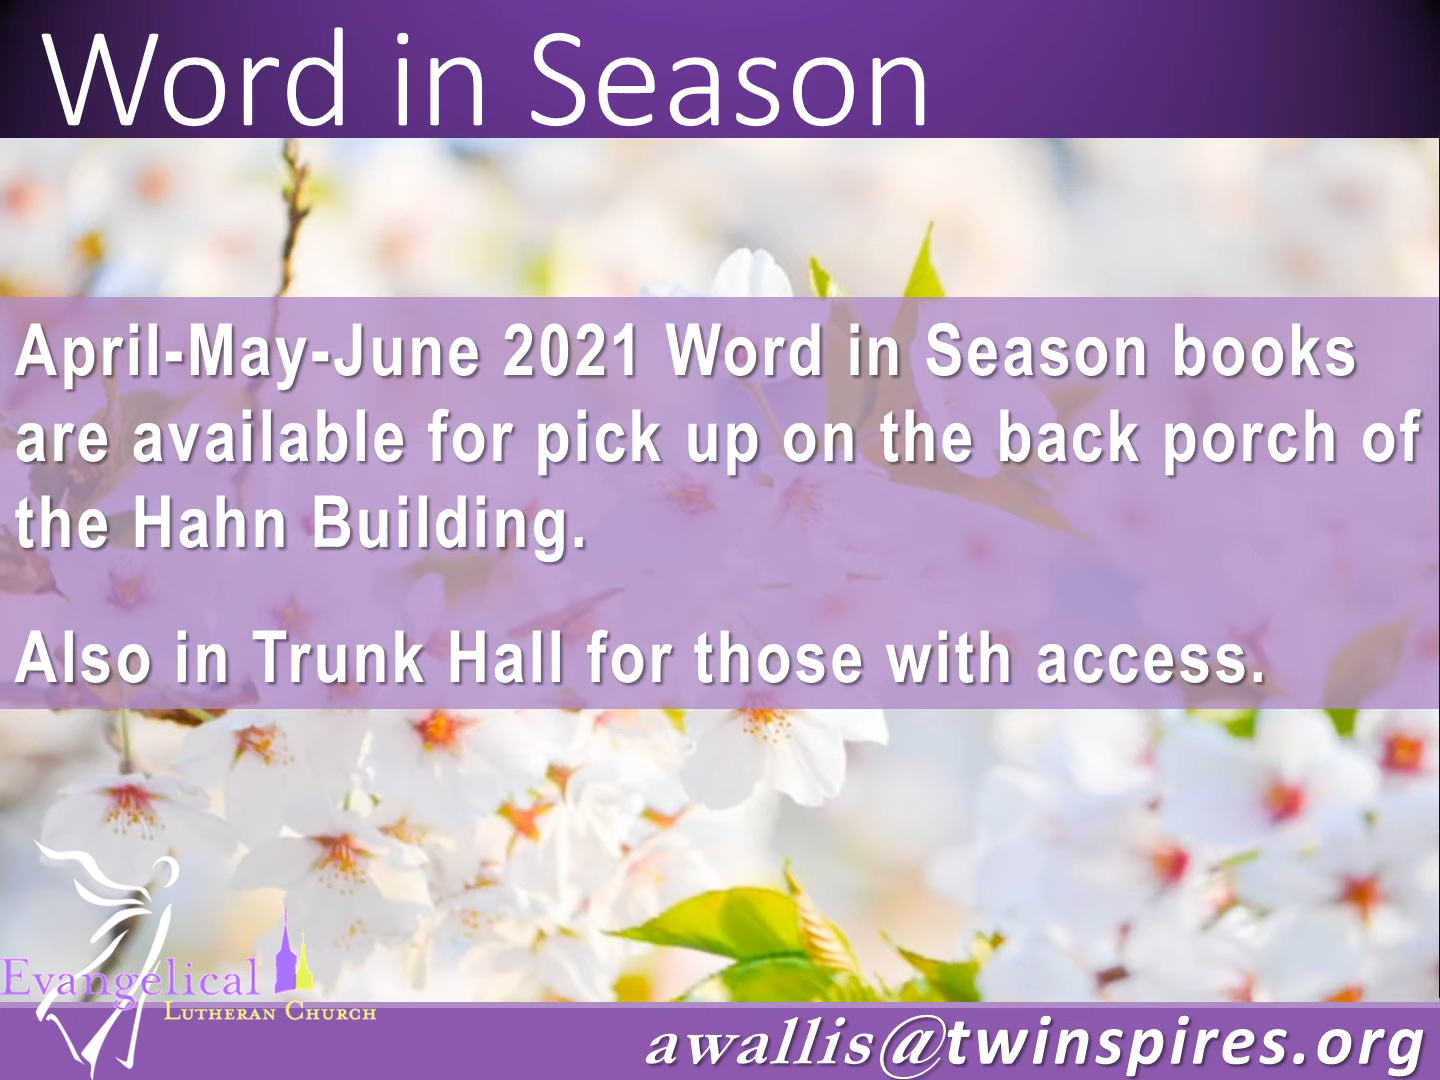 Word in Season
April-May-June 2021 Word in Season books
are available for pick up on the back porch of
the Hahn Building.
Also in Trunk Hall for those with access.
Evangelical
Lutheran Church
awallis@twinspires.org